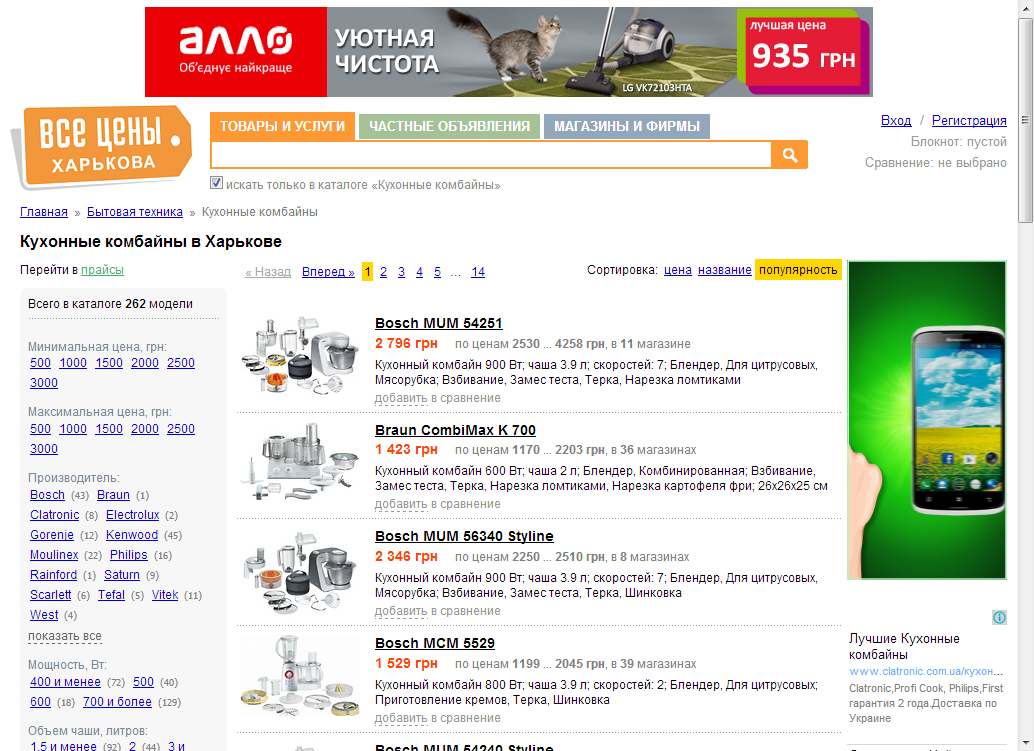 алло
Об'єднує найкраще
УЮТНАЯ
ЧИСТОТА
LG VK72103HTA
лучшая цена
935 ГРН
ВСЕ ЦЕНЫ
ХАРЬКОВА
ТОВАРЫ И УСЛУГИ
ЧАСТНЫЕ ОБЪЯВЛЕНИЯ
МАГАЗИНЫ И ФИРМЫ
искать только в каталоге «Кухонные комбайны»
Вход / Регистрация
Блокнот: пустой
Сравнение: не выбрано
Главная » Бытовая техника » Кухонные комбайны
Кухонные комбайны в Харькове
Перейти в прайсы
Всего в каталоге 262 модели
Минимальная цена, грн:
500 1000 1500 2000 2500
3000
Максимальная цена, грн:
500 1000 1500 2000 2500
3000
Производитель:
Bosch (43) Braun (1)
Clatronic (8) Electrolux (2)
Gorenje (12) Kenwood (45)
Moulinex (22) Philips (16)
Rainford (1) Saturn (9)
Scarlett (6) Tefal (5) Vitek (11)
West (4)
показать все
Мощность, Вт:
400 и менее (72) 500 (40)
600 (18) 700 и более (129)
Объем чаши, литров:
1.5 и менее (92) 2 (44) 3 и
« Назад Вперед » 1 2 3 4 5 ... 14
Сортировка: цена название популярность
Bosch MUM 54251
2 796 грн по ценам 2530 ... 4258 грн, в 11 магазине
Кухонный комбайн 900 Вт; чаша 3.9 л; скоростей: 7; Блендер, Для цитрусовых,
Мясорубка; Взбивание, Замес теста, Терка, Нарезка ломтиками
добавить в сравнение
Braun CombiMax K 700
1 423 грн по ценам 1170 ... 2203 грн, в 36 магазинах
Кухонный комбайн 600 Вт; чаша 2 л; Блендер, Комбинированная; Взбивание,
Замес теста, Терка, Нарезка ломтиками, Нарезка картофеля фри; 26x26x25 см
добавить в сравнение
Bosch MUM 56340 Styline
2 346 грн по ценам 2250 ... 2510 грн, в 8 магазинах
Кухонный комбайн 900 Вт; чаша 3.9 л; скоростей: 7; Блендер, Для цитрусовых,
Мясорубка; Взбивание, Замес теста, Терка, Шинковка
добавить в сравнение
Bosch MCM 5529
1 529 грн по ценам 1199 ... 2045 грн, в 39 магазинах
Кухонный комбайн 800 Вт; чаша 3.9 л; скоростей: 2; Блендер, Для цитрусовых;
Приготовление кремов, Терка, Шинковка
добавить в сравнение
Bosch MUM 54240 Styline
Лучшие Кухонные
комбайны
www.clatronic.com.ua/кухон...
Clatronic,Profi Cook, Philips,First
гарантия 2 года.Доставка по
Украине